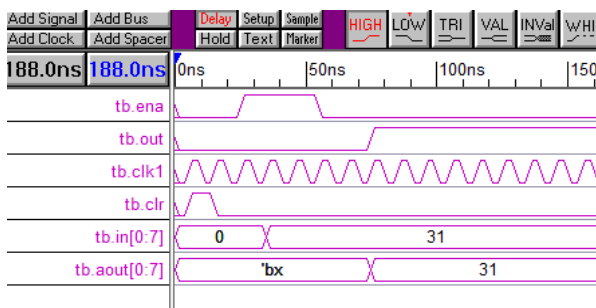 Add Signal Add Bus Delay Setup Sample HIGH LOW TRI VAL INVal WHI
Add Clock Add Spacer Hold Text Marker
188.0ns 188.0ns 0ns 50ns 100ns 150
tb.ena
tb.out
tb.clk1
tb.clr
tb.in[0:7] 0 31
tb.aout[0:7] 'bx 31